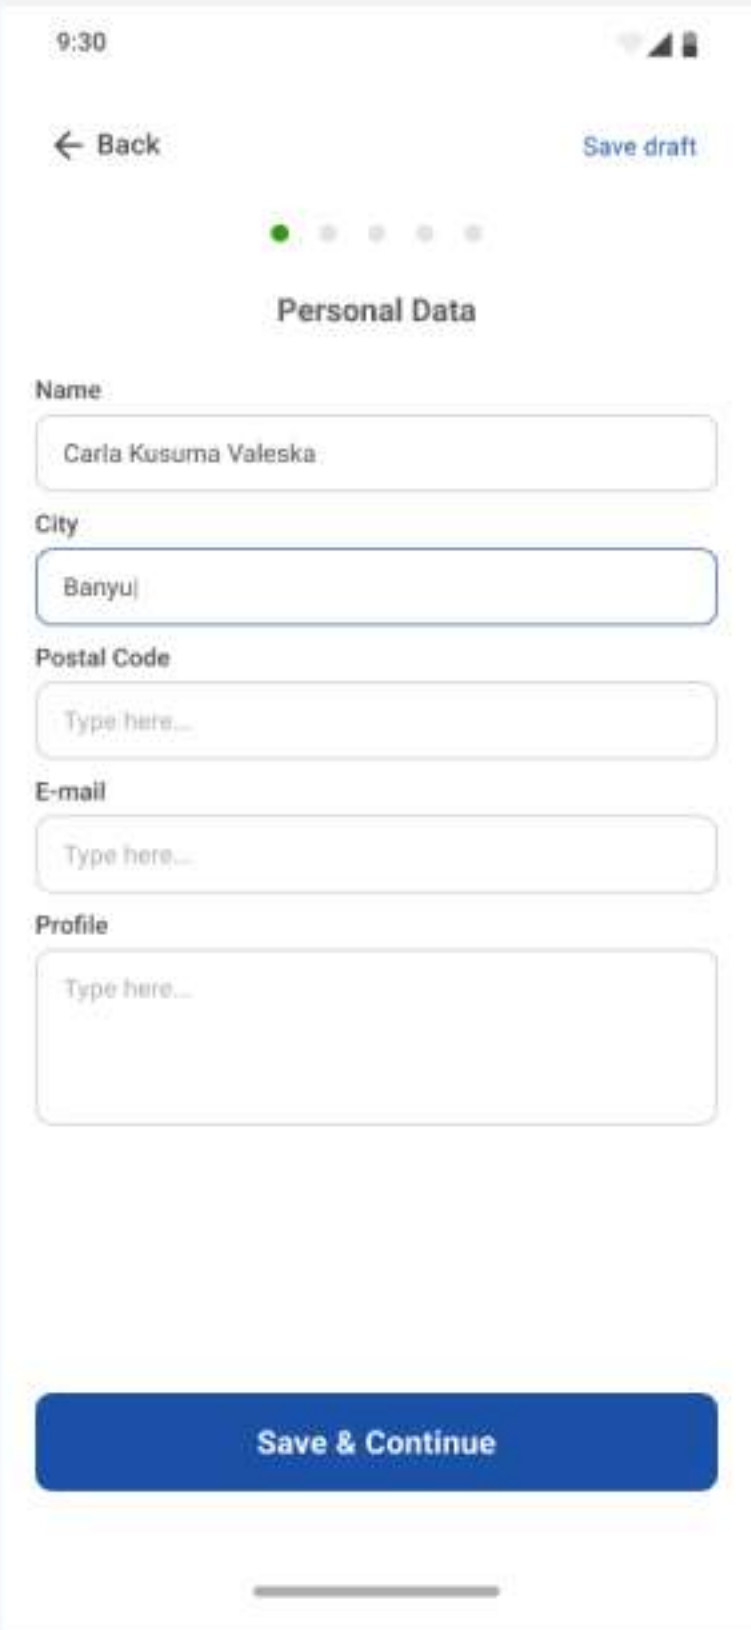 9:30
← Back
Save draft
Personal Data
Name
Carla Kusuma Valeska
City
Banyu
Postal Code
Type here...
E-mail
Type here...
Profile
Type here...
Save & Continue